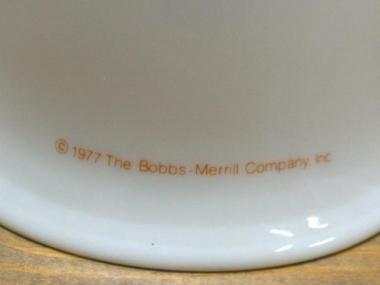 © 1977 The Bobbs-Merrill Company, Inc